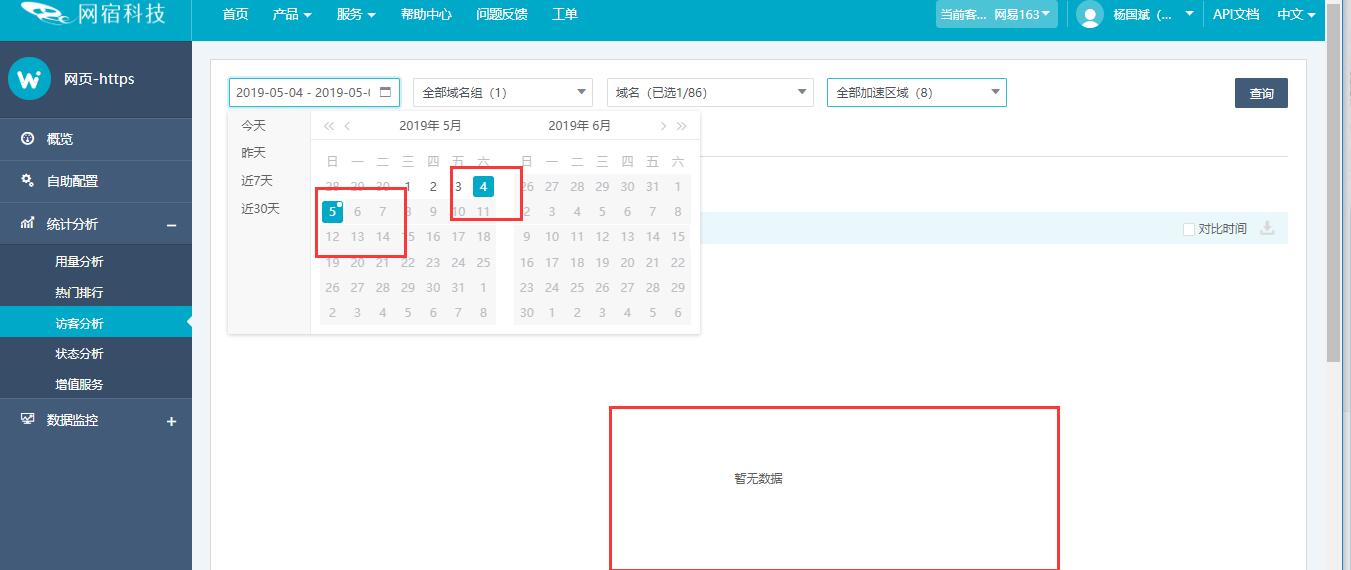 网宿科技 首页 产品 服务 帮助中心 问题反馈 工单 当前客... 网易163 杨国斌（... API文档 中文
网页-https
概览
自助配置
统计分析
用量分析
热门排行
访客分析
状态分析
增值服务
数据监控
2019-05-04 - 2019-05-( 全部域名组（1） 域名（已选1/86） 全部加速区域（8） 查询
今天
昨天
近7天
近30天
2019年 5月
日 一 二 三 四 五 六
28 29 30 1 2 3 4
5 6 7 8 9 10 11
12 13 14 15 16 17 18
19 20 21 22 23 24 25
26 27 28 29 30 31 1
2 3 4 5 6 7 8
2019年 6月
日 一 二 三 四 五 六
26 27 28 29 30 31 1
2 3 4 5 6 7 8
9 10 11 12 13 14 15
16 17 18 19 20 21 22
23 24 25 26 27 28 29
30 1 2 3 4 5 6
对比时间
暂无数据